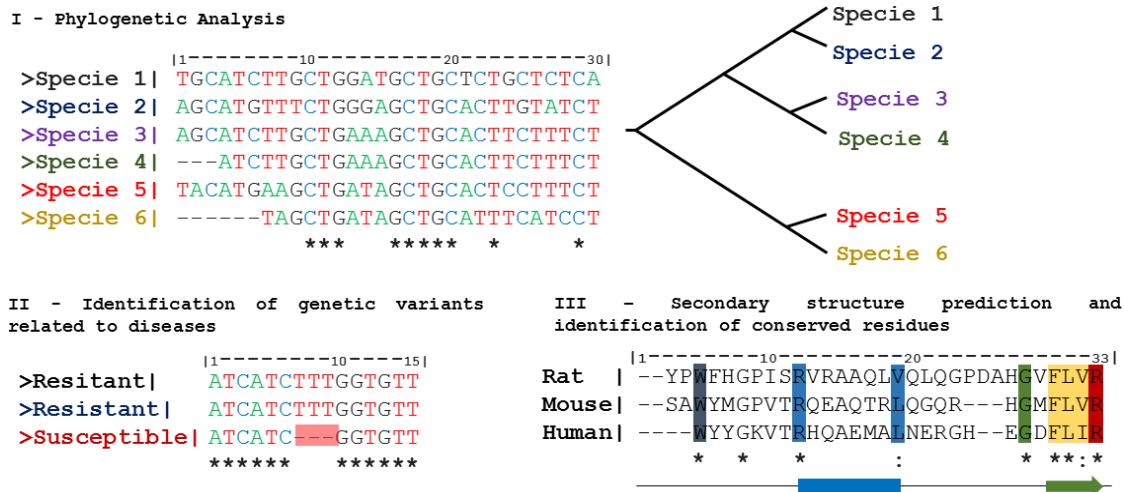 I - Phylogenetic Analysis
|1--------10---------20---------30|
>Specie 1| TGCATCTTGCTGGATGCTGCTCTGCTCTCA
>Specie 2| AGCATGTTTCTGGGAGCTGCACTTGTATCT
>Specie 3| AGCATCTTGCTGAAAGCTGCACTTCTTTCT
>Specie 4| ---ATCTTGCTGAAAGCTGCACTTCTTTCT
>Specie 5| TACATGAAGCTGATAGCTGCACTCCTTTCT
>Specie 6| ------TAGCTGATAGCTGCATTTCATCCT
*** ***** * *
Specie 1
Specie 2
Specie 3
Specie 4
Specie 5
Specie 6
II - Identification of genetic variants
related to diseases
|1--------10----15|
>Resitant| ATCATCTTTGGTGTT
>Resistant| ATCATCTTTGGTGTT
>Susceptible| ATCATC---GGTGTT
****** ******
III - Secondary structure prediction and
identification of conserved residues
|1--------10---------20------------33|
Rat | --YPWFHGPISRVRAAQLVQLQGPDAHGVFLVR
Mouse| --SAWYMGPVTRQEAQTRLQGQR---HGMFLVR
Human| ----WYYGKVTRHQAEMALNERGH--EGDFLIR
* * * : * **:*